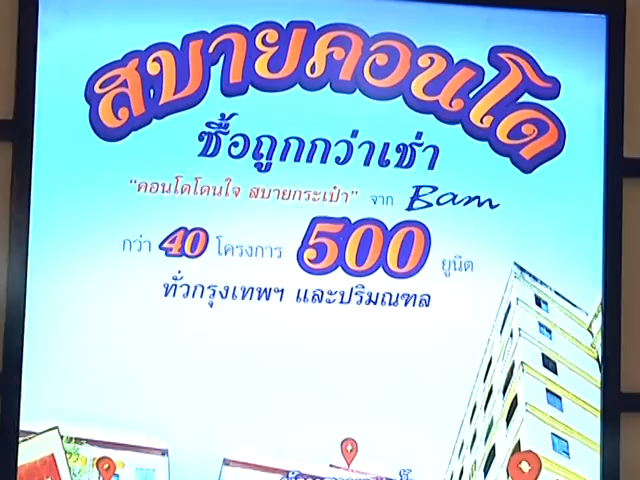 สบายคอนโด
ซื้อถูกกว่าเช่า
“คอนโดโดนใจ สบายกระเป๋า” จาก Bam
กว่า 40 โครงการ 500 ยูนิต
ทั่วกรุงเทพฯ และปริมณฑล